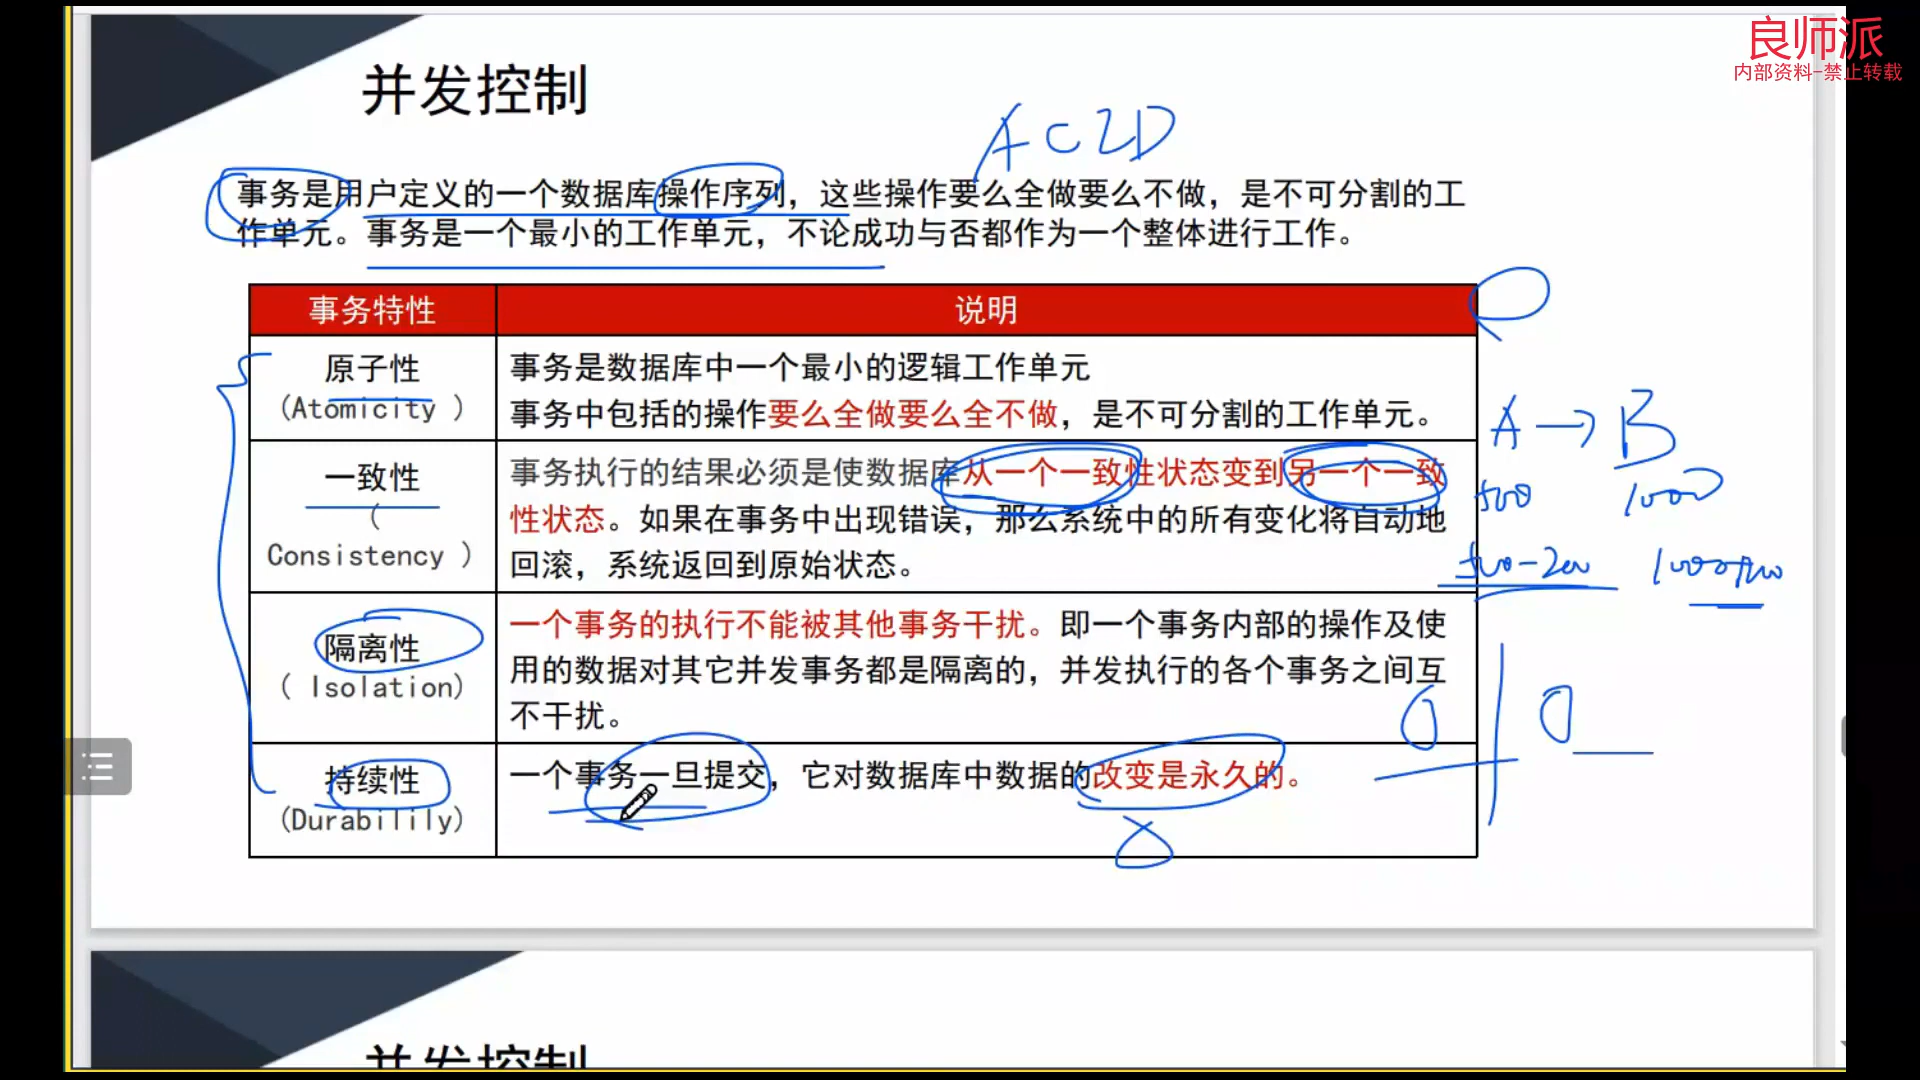 良师派
内部资料-禁止转载
并发控制
ACID
事务是用户定义的一个数据库操作序列，这些操作要么全做要么不做，是不可分割的工
作单元。事务是一个最小的工作单元，不论成功与否都作为一个整体进行工作。
事务特性 说明
原子性
（Atomicity ）
事务是数据库中一个最小的逻辑工作单元
事务中包括的操作要么全做要么全不做，是不可分割的工作单元。
A → B
500 1000
一致性
（
Consistency ）
事务执行的结果必须是使数据库从一个一致性状态变到另一个一致
性状态。如果在事务中出现错误，那么系统中的所有变化将自动地
回滚，系统返回到原始状态。
500-200
隔离性
（ Isolation）
一个事务的执行不能被其他事务干扰。即一个事务内部的操作及使
用的数据对其它并发事务都是隔离的，并发执行的各个事务之间互
不干扰。
持续性
（Durabilily）
一个事务一旦提交，它对数据库中数据的改变是永久的。
并发控制